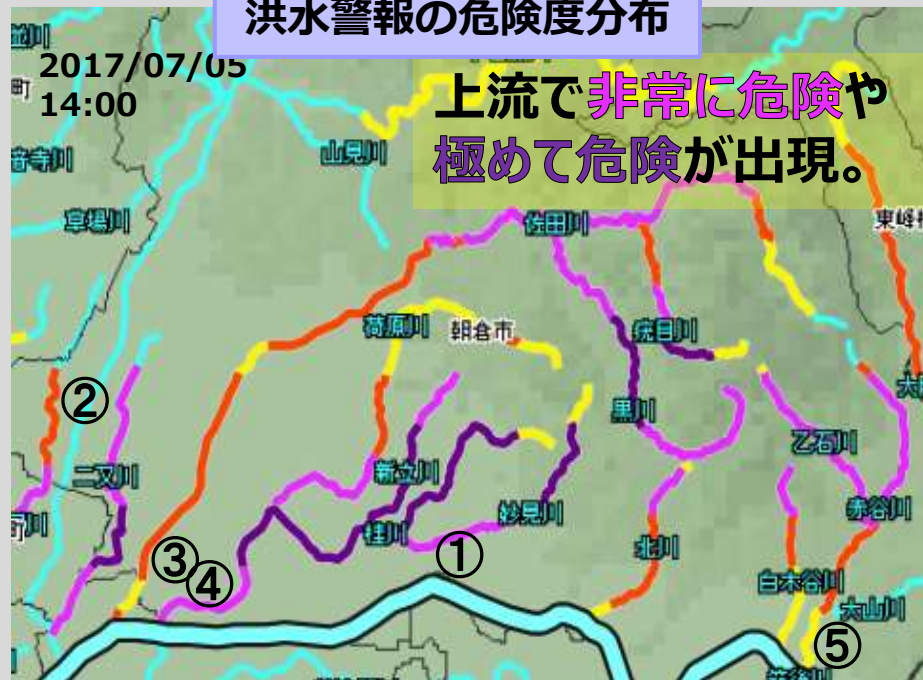 洪水警報の危険度分布
2017/07/05
14:00
上流で非常に危険や
極めて危険が出現。
山見川
草場川
佐田川
荷原川
朝倉市
疣目川
②
黒川
二又川
新立川
乙石川
桂川
妙見川
赤谷川
①
③
④
北川
白木谷川
大山川
⑤
筑後川